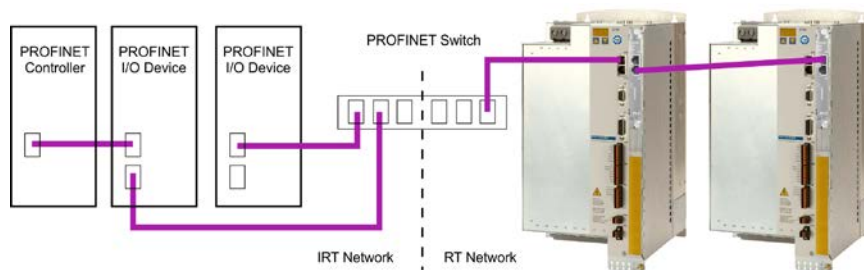 PROFINET
Controller
PROFINET
I/O Device
PROFINET
I/O Device
PROFINET Switch
IRT Network
RT Network